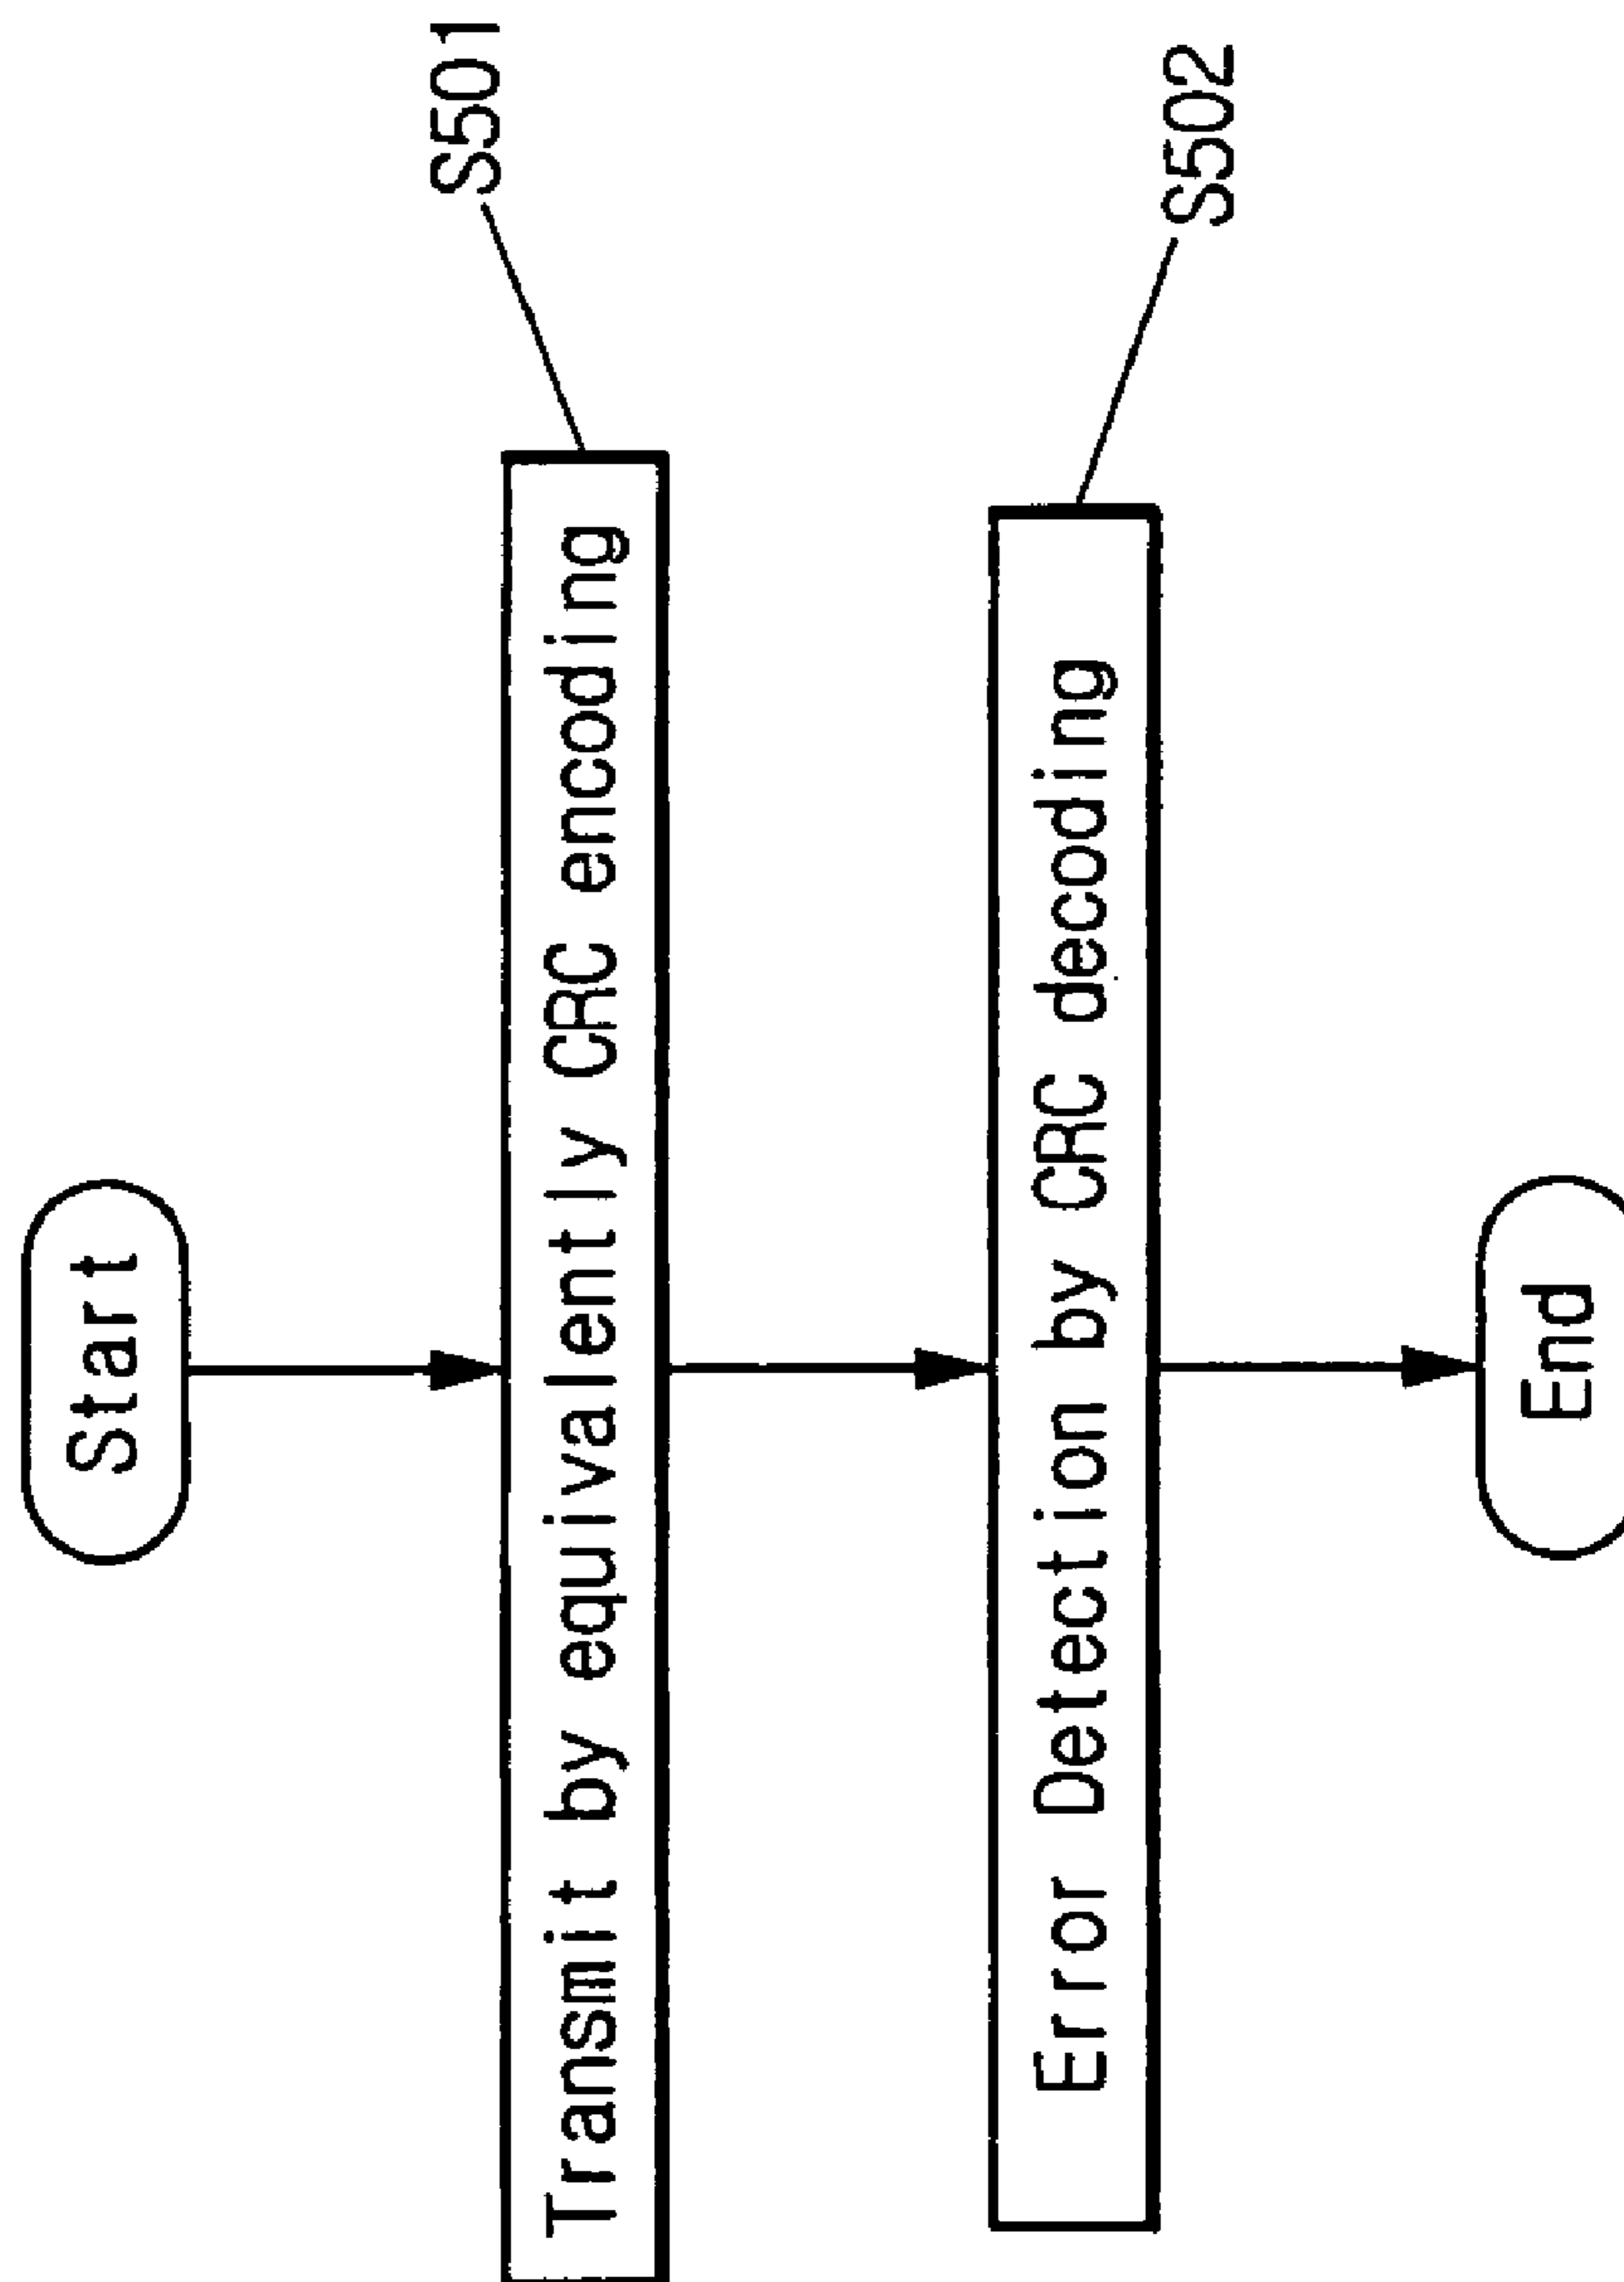 Start
S501
Transmit by equivalently CRC encoding
S502
Error Detection by CRC decoding
End